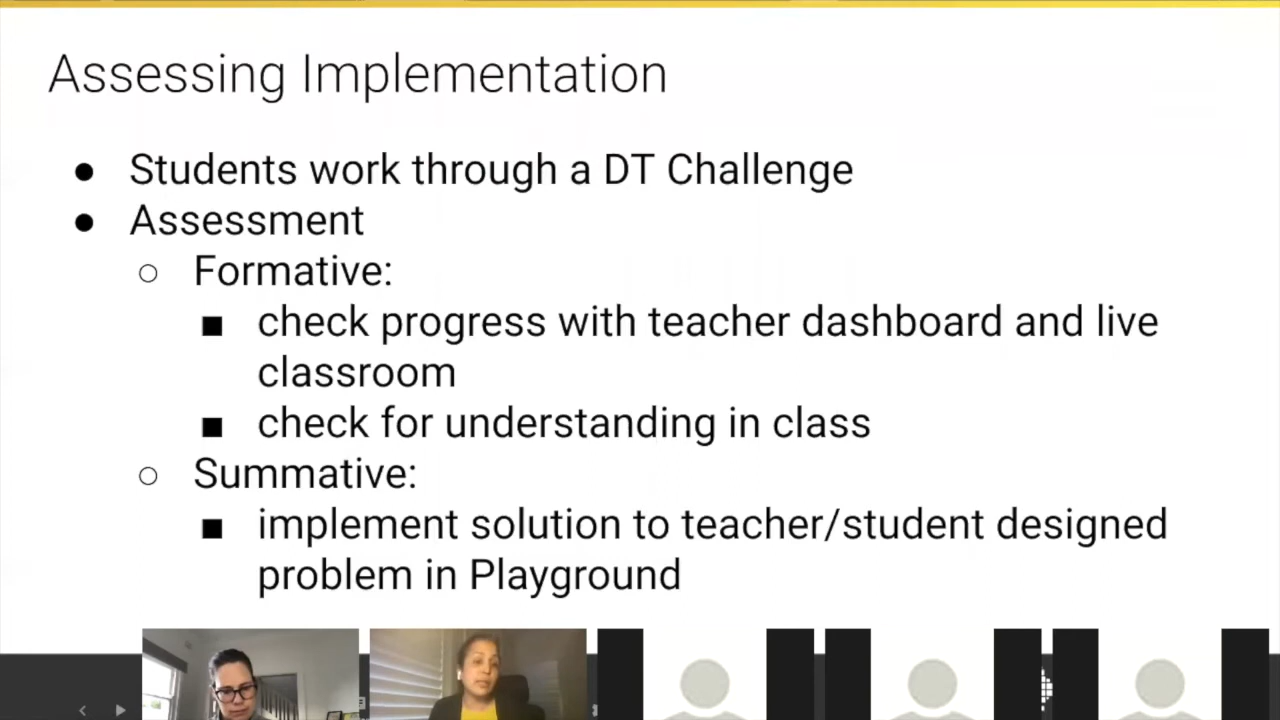 Assessing Implementation
● Students work through a DT Challenge
● Assessment
○ Formative:
■ check progress with teacher dashboard and live
classroom
■ check for understanding in class
○ Summative:
■ implement solution to teacher/student designed
problem in Playground